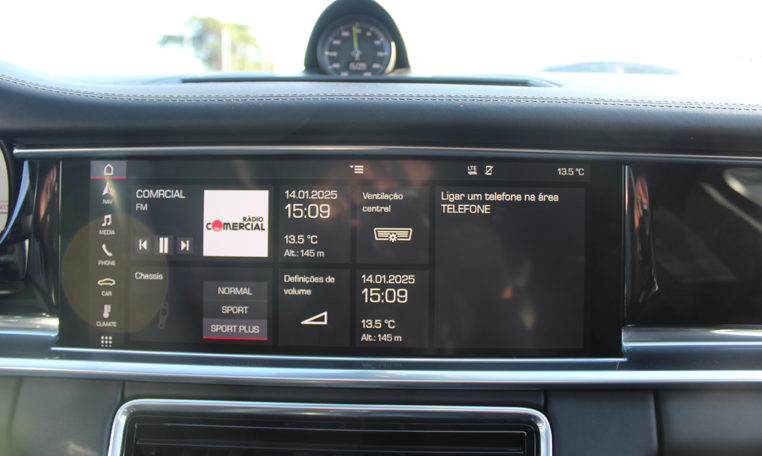 LTE
13.5 °C
NAV
MEDIA
PHONE
CAR
CLIMATE
COMRCIAL
FM
RÁDIO
COMERCIAL
14.01.2025
15:09
13.5 °C
Alt.: 145 m
Ventilação
central
Ligar um telefone na área
TELEFONE
Chassis
NORMAL
SPORT
SPORT PLUS
Definições de
volume
14.01.2025
15:09
13.5 °C
Alt.: 145 m